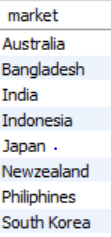 market
Australia
Bangladesh
India
Indonesia
Japan
Newzealand
Philiphines
South Korea